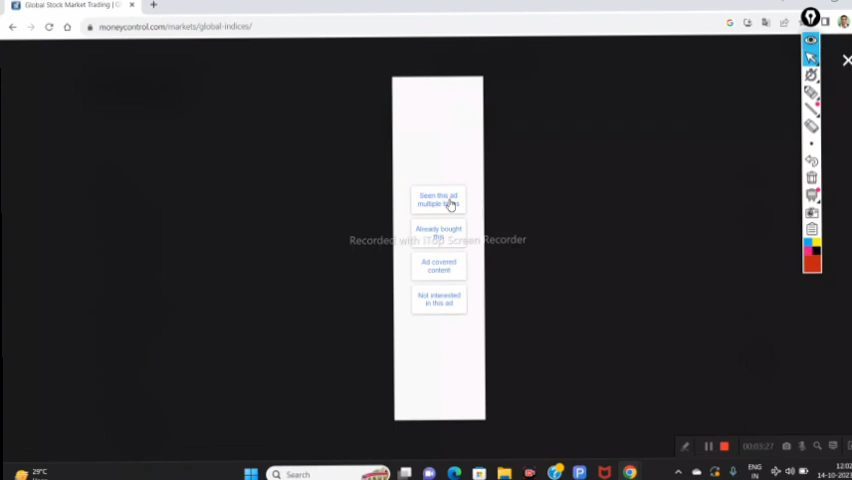 Global Stock Market Trading | G
moneycontrol.com/markets/global-indices/
Seen this ad
multiple
Already bought
this
Recorded with iTop Screen Recorder
Ad covered
content
Not interested
in this ad
00:03:27
29°C
Search
ENG
IN
12:02
14-10-202